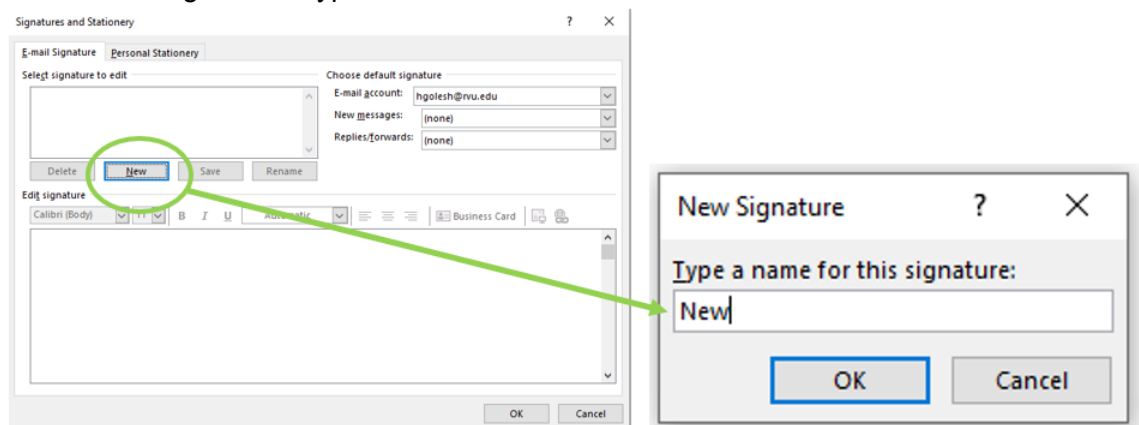 Signatures and Stationery ? ×
E-mail Signature Personal Stationery
Select signature to edit
Choose default signature
E-mail account: hgolesh@rvu.edu
New messages: (none)
Replies/forwards: (none)
Delete New Save Rename
Edit signature
Calibri (Body) 11 B I U Automatic Business Card
OK Cancel
New Signature ? ×
Type a name for this signature:
New
OK Cancel